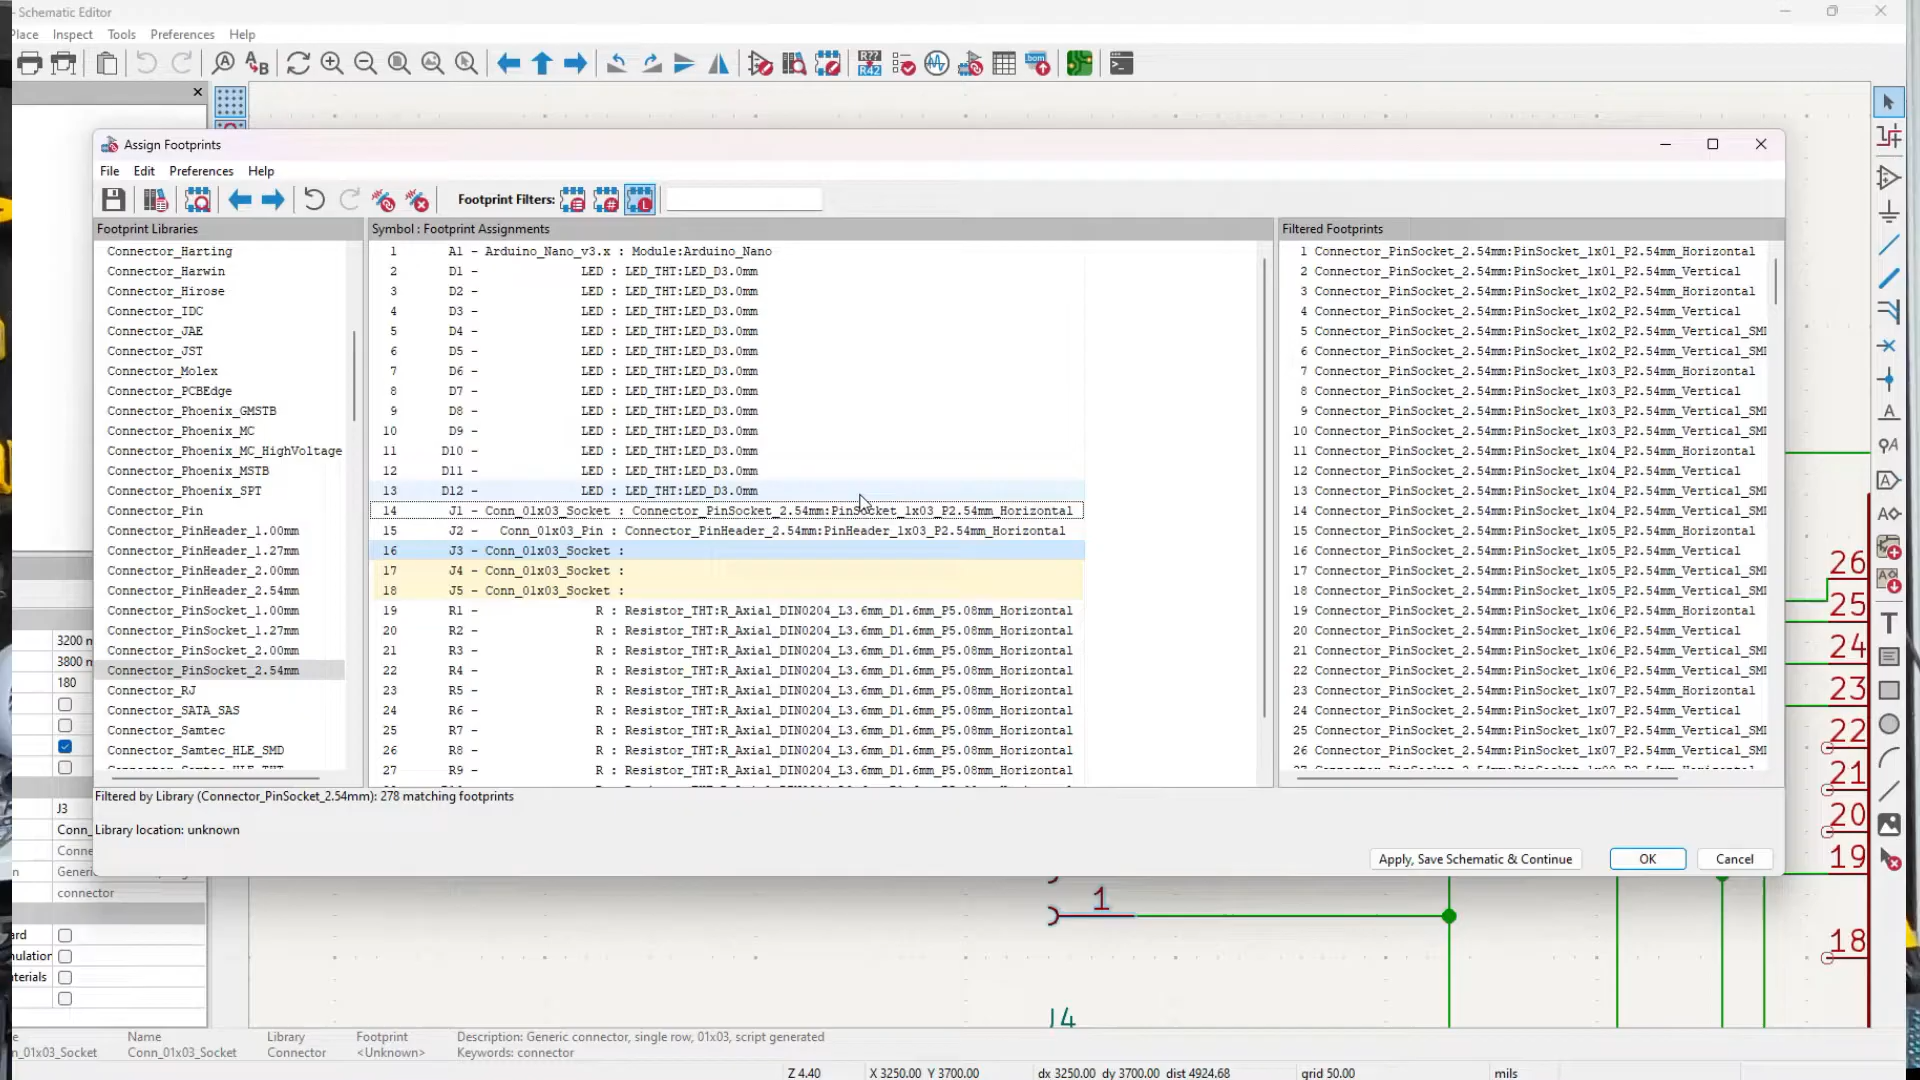 - Schematic Editor
Place Inspect Tools Preferences Help
Assign Footprints
File Edit Preferences Help
Footprint Filters:
Footprint Libraries
Connector_Harting
Connector_Harwin
Connector_Hirose
Connector_IDC
Connector_JAE
Connector_JST
Connector_Molex
Connector_PCBEdge
Connector_Phoenix_GMSTB
Connector_Phoenix_MC
Connector_Phoenix_MC_HighVoltage
Connector_Phoenix_MSTB
Connector_Phoenix_SPT
Connector_Pin
Connector_PinHeader_1.00mm
Connector_PinHeader_1.27mm
Connector_PinHeader_2.00mm
Connector_PinHeader_2.54mm
Connector_PinSocket_1.00mm
Connector_PinSocket_1.27mm
Connector_PinSocket_2.00mm
Connector_PinSocket_2.54mm
Connector_RJ
Connector_SATA_SAS
Connector_Samtec
Connector_Samtec_HLE_SMD
Symbol : Footprint Assignments
1 A1 - Arduino_Nano_v3.x : Module:Arduino_Nano
2 D1 - LED : LED_THT:LED_D3.0mm
3 D2 - LED : LED_THT:LED_D3.0mm
4 D3 - LED : LED_THT:LED_D3.0mm
5 D4 - LED : LED_THT:LED_D3.0mm
6 D5 - LED : LED_THT:LED_D3.0mm
7 D6 - LED : LED_THT:LED_D3.0mm
8 D7 - LED : LED_THT:LED_D3.0mm
9 D8 - LED : LED_THT:LED_D3.0mm
10 D9 - LED : LED_THT:LED_D3.0mm
11 D10 - LED : LED_THT:LED_D3.0mm
12 D11 - LED : LED_THT:LED_D3.0mm
13 D12 - LED : LED_THT:LED_D3.0mm
14 J1 - Conn_01x03_Socket : Connector_PinSocket_2.54mm:PinSocket_1x03_P2.54mm_Horizontal
15 J2 - Conn_01x03_Pin : Connector_PinHeader_2.54mm:PinHeader_1x03_P2.54mm_Horizontal
16 J3 - Conn_01x03_Socket :
17 J4 - Conn_01x03_Socket :
18 J5 - Conn_01x03_Socket :
19 R1 - R : Resistor_THT:R_Axial_DIN0204_L3.6mm_D1.6mm_P5.08mm_Horizontal
20 R2 - R : Resistor_THT:R_Axial_DIN0204_L3.6mm_D1.6mm_P5.08mm_Horizontal
21 R3 - R : Resistor_THT:R_Axial_DIN0204_L3.6mm_D1.6mm_P5.08mm_Horizontal
22 R4 - R : Resistor_THT:R_Axial_DIN0204_L3.6mm_D1.6mm_P5.08mm_Horizontal
23 R5 - R : Resistor_THT:R_Axial_DIN0204_L3.6mm_D1.6mm_P5.08mm_Horizontal
24 R6 - R : Resistor_THT:R_Axial_DIN0204_L3.6mm_D1.6mm_P5.08mm_Horizontal
25 R7 - R : Resistor_THT:R_Axial_DIN0204_L3.6mm_D1.6mm_P5.08mm_Horizontal
26 R8 - R : Resistor_THT:R_Axial_DIN0204_L3.6mm_D1.6mm_P5.08mm_Horizontal
27 R9 - R : Resistor_THT:R_Axial_DIN0204_L3.6mm_D1.6mm_P5.08mm_Horizontal
Filtered Footprints
1 Connector_PinSocket_2.54mm:PinSocket_1x01_P2.54mm_Horizontal
2 Connector_PinSocket_2.54mm:PinSocket_1x01_P2.54mm_Vertical
3 Connector_PinSocket_2.54mm:PinSocket_1x02_P2.54mm_Horizontal
4 Connector_PinSocket_2.54mm:PinSocket_1x02_P2.54mm_Vertical
5 Connector_PinSocket_2.54mm:PinSocket_1x02_P2.54mm_Vertical_SMD
6 Connector_PinSocket_2.54mm:PinSocket_1x02_P2.54mm_Vertical_SMD
7 Connector_PinSocket_2.54mm:PinSocket_1x03_P2.54mm_Horizontal
8 Connector_PinSocket_2.54mm:PinSocket_1x03_P2.54mm_Vertical
9 Connector_PinSocket_2.54mm:PinSocket_1x03_P2.54mm_Vertical_SMD
10 Connector_PinSocket_2.54mm:PinSocket_1x03_P2.54mm_Vertical_SMD
11 Connector_PinSocket_2.54mm:PinSocket_1x04_P2.54mm_Horizontal
12 Connector_PinSocket_2.54mm:PinSocket_1x04_P2.54mm_Vertical
13 Connector_PinSocket_2.54mm:PinSocket_1x04_P2.54mm_Vertical_SMD
14 Connector_PinSocket_2.54mm:PinSocket_1x04_P2.54mm_Vertical_SMD
15 Connector_PinSocket_2.54mm:PinSocket_1x05_P2.54mm_Horizontal
16 Connector_PinSocket_2.54mm:PinSocket_1x05_P2.54mm_Vertical
17 Connector_PinSocket_2.54mm:PinSocket_1x05_P2.54mm_Vertical_SMD
18 Connector_PinSocket_2.54mm:PinSocket_1x05_P2.54mm_Vertical_SMD
19 Connector_PinSocket_2.54mm:PinSocket_1x06_P2.54mm_Horizontal
20 Connector_PinSocket_2.54mm:PinSocket_1x06_P2.54mm_Vertical
21 Connector_PinSocket_2.54mm:PinSocket_1x06_P2.54mm_Vertical_SMD
22 Connector_PinSocket_2.54mm:PinSocket_1x06_P2.54mm_Vertical_SMD
23 Connector_PinSocket_2.54mm:PinSocket_1x07_P2.54mm_Horizontal
24 Connector_PinSocket_2.54mm:PinSocket_1x07_P2.54mm_Vertical
25 Connector_PinSocket_2.54mm:PinSocket_1x07_P2.54mm_Vertical_SMD
26 Connector_PinSocket_2.54mm:PinSocket_1x07_P2.54mm_Vertical_SMD
Filtered by Library (Connector_PinSocket_2.54mm): 278 matching footprints
Library location: unknown
Apply, Save Schematic & Continue OK Cancel
3200
3800
180
J3
Conn_
Conne
Generi
connector
26
25
24
23
22
21
20
19
18
1
J4
Name Library Footprint Description: Generic connector, single row, 01x03, script generated
n_01x03_Socket Conn_01x03_Socket Connector <Unknown> Keywords: connector
Z 4.40 X 3250.00 Y 3700.00 dx 3250.00 dy 3700.00 dist 4924.68 grid 50.00 mils